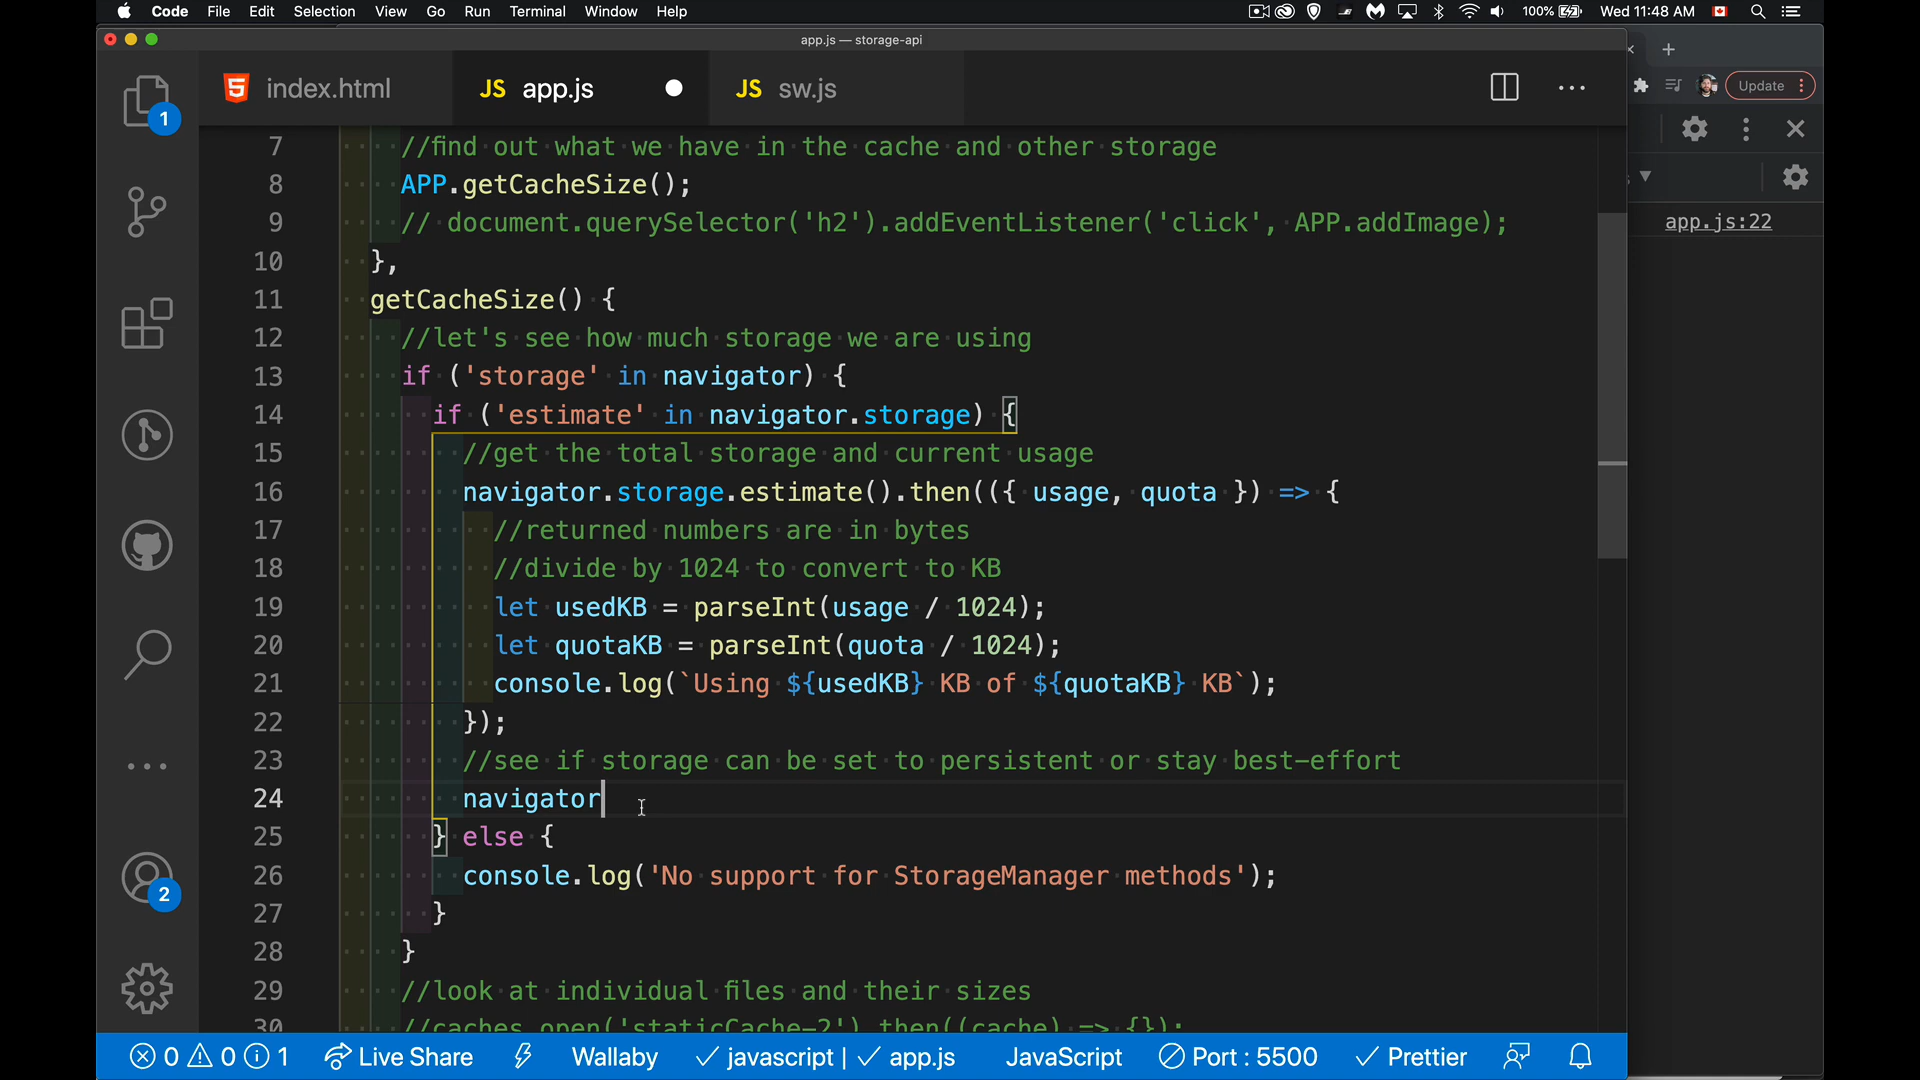 Code File Edit Selection View Go Run Terminal Window Help 100% Wed 11:48 AM
app.js — storage-api
Update
index.html JS app.js JS sw.js
1
app.js:22
7 //find out what we have in the cache and other storage
8 APP.getCacheSize();
9 // document.querySelector('h2').addEventListener('click', APP.addImage);
10 },
11 getCacheSize() {
12 //let's see how much storage we are using
13 if ('storage' in navigator) {
14 if ('estimate' in navigator.storage) {
15 //get the total storage and current usage
16 navigator.storage.estimate().then(({ usage, quota }) => {
17 //returned numbers are in bytes
18 //divide by 1024 to convert to KB
19 let usedKB = parseInt(usage / 1024);
20 let quotaKB = parseInt(quota / 1024);
21 console.log(`Using ${usedKB} KB of ${quotaKB} KB`);
22 });
23 //see if storage can be set to persistent or stay best-effort
24 navigator
25 } else {
26 console.log('No support for StorageManager methods');
2
27 }
28 }
29 //look at individual files and their sizes
30 //caches.open('staticCache-2').then((cache) => {});
0 0 1 Live Share Wallaby javascript | app.js JavaScript Port : 5500 Prettier